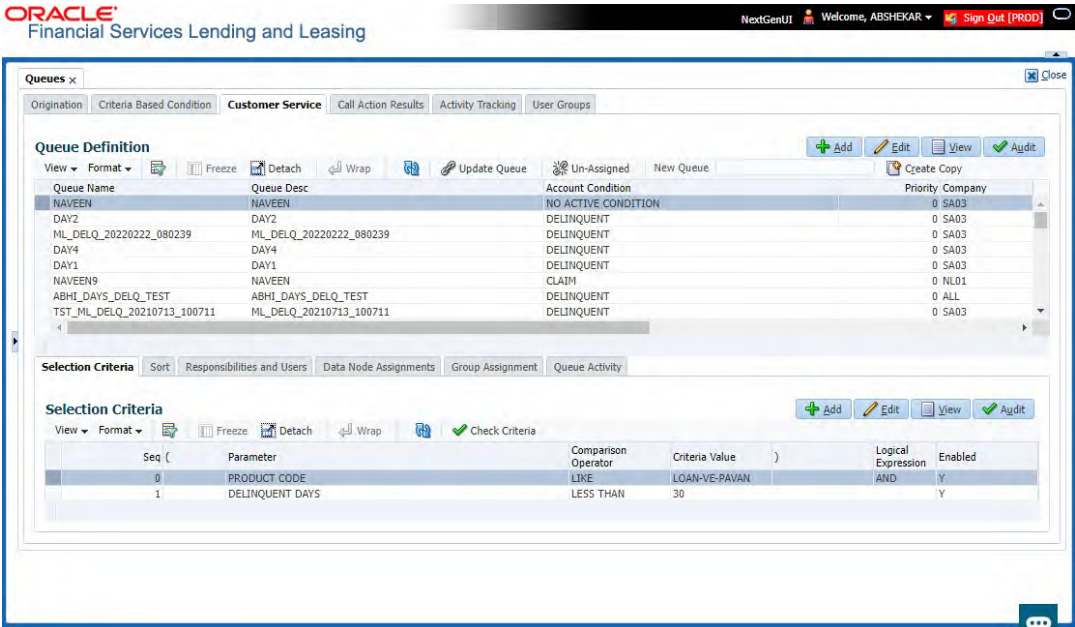 ORACLE'
Financial Services Lending and Leasing
NextGenUI Welcome, ABSHEKAR Sign Out [PROD]
Queues × Close
Origination Criteria Based Condition Customer Service Call Action Results Activity Tracking User Groups
Queue Definition Add Edit View Audit
View Format Freeze Detach Wrap Update Queue Un-Assigned New Queue Create Copy
Queue Name Queue Desc Account Condition Priority Company
NAVEEN NAVEEN NO ACTIVE CONDITION 0 SA03
DAY2 DAY2 DELINQUENT 0 SA03
ML_DELQ_20220222_080239 ML_DELQ_20220222_080239 DELINQUENT 0 SA03
DAY4 DAY4 DELINQUENT 0 SA03
DAY1 DAY1 DELINQUENT 0 SA03
NAVEEN9 NAVEEN CLAIM 0 NL01
ABHI_DAYS_DELQ_TEST ABHI_DAYS_DELQ_TEST DELINQUENT 0 ALL
TST_ML_DELQ_20210713_100711 ML_DELQ_20210713_100711 DELINQUENT 0 SA03
Selection Criteria Sort Responsibilities and Users Data Node Assignments Group Assignment Queue Activity
Selection Criteria Add Edit View Audit
View Format Freeze Detach Wrap Check Criteria
Seq ( Parameter Comparison Operator Criteria Value ) Logical Expression Enabled
0 PRODUCT CODE LIKE LOAN-VE-PAVAN AND Y
1 DELINQUENT DAYS LESS THAN 30 Y